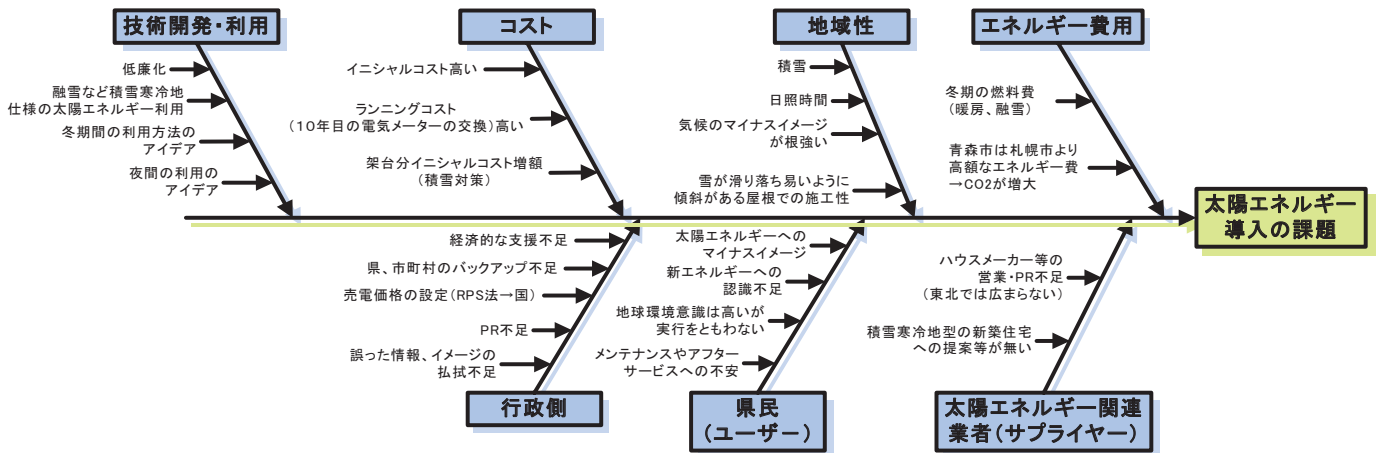 技術開発・利用
コスト
地域性
エネルギー費用
低廉化
融雪など積雪寒冷地
仕様の太陽エネルギー利用
冬期間の利用方法の
アイデア
夜間の利用の
アイデア
イニシャルコスト高い
ランニングコスト
(10年目の電気メーターの交換)高い
架台分イニシャルコスト増額
(積雪対策)
積雪
日照時間
気候のマイナスイメージ
が根強い
雪が滑り落ち易いように
傾斜がある屋根での施工性
冬期の燃料費
(暖房、融雪)
青森市は札幌市より
高額なエネルギー費
→CO2が増大
太陽エネルギー
導入の課題
経済的な支援不足
県、市町村のバックアップ不足
売電価格の設定(RPS法→国)
PR不足
誤った情報、イメージの
払拭不足
太陽エネルギーへの
マイナスイメージ
新エネルギーへの
認識不足
地球環境意識は高いが
実行をともわない
メンテナンスやアフター
サービスへの不安
ハウスメーカー等の
営業・PR不足
(東北では広まらない)
積雪寒冷地型の新築住宅
への提案等が無い
行政側
県民
(ユーザー)
太陽エネルギー関連
業者(サプライヤー)